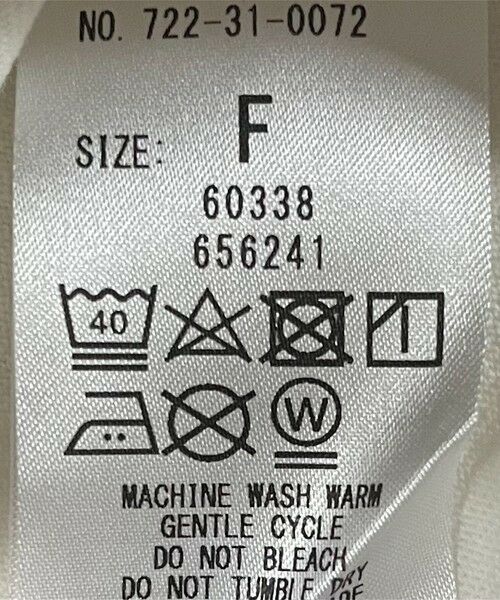 NO. 722-31-0072
SIZE: F
60338
656241
40
W
MACHINE WASH WARM
GENTLE CYCLE
DO NOT BLEACH
DO NOT TUMBLE DRY